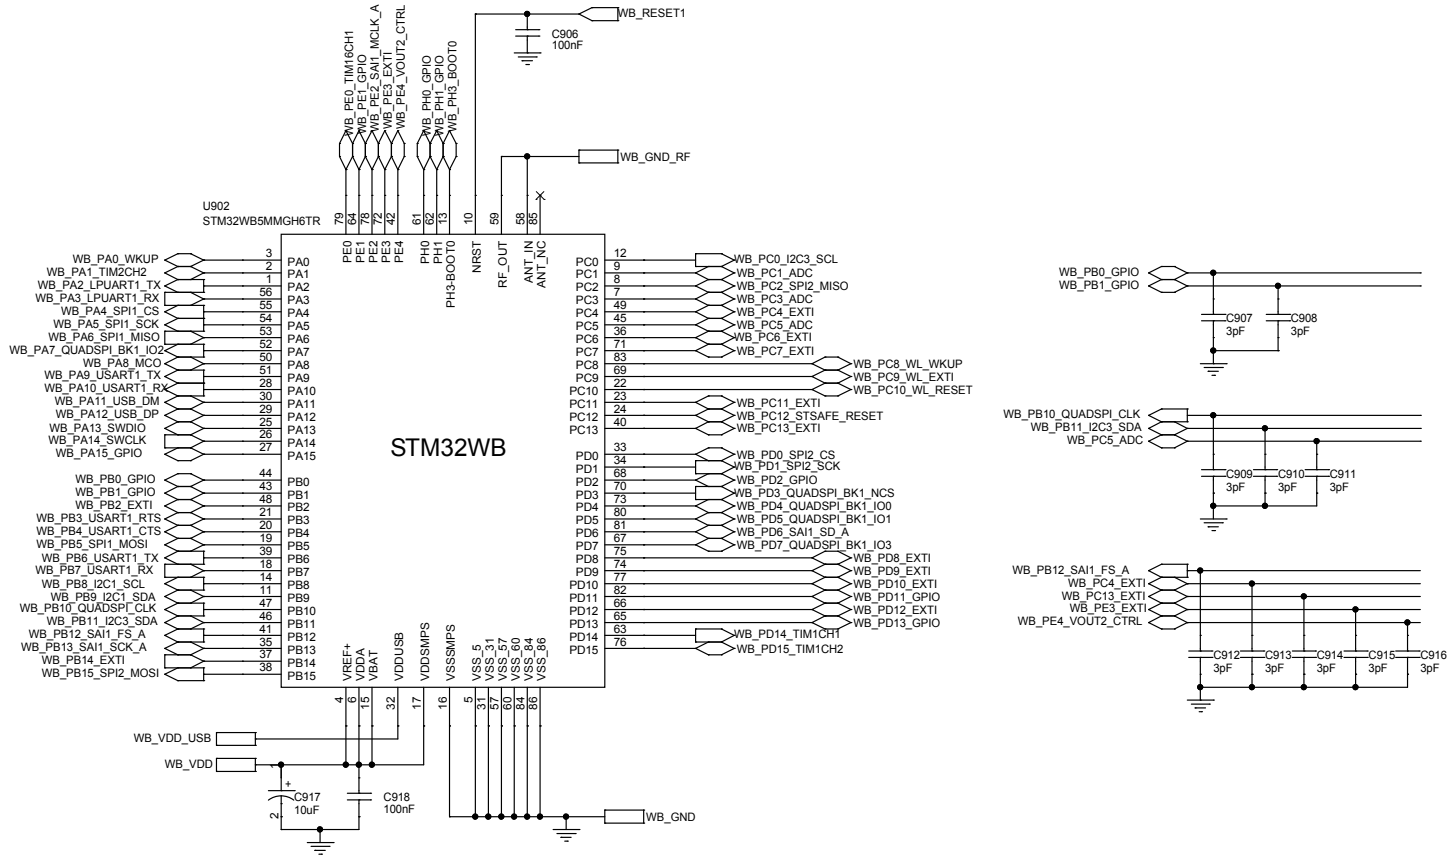 WB_RESET1
C906
100nF
WB_PE0_TIM16CH1
WB_PE1_GPIO
WB_PE2_SAI1_MCLK_A
WB_PE3_EXTI
WB_PE4_VOUT2_CTRL
WB_PH0_GPIO
WB_PH1_GPIO
WB_PH3_BOOT0
WB_GND_RF
U902
STM32WB5MMGH6TR
79 64 78 72 42 61 62 13 10 59 58 85
PE0 PE1 PE2 PE3 PE4 PH0 PH1 PH3-BOOT0 NRST RF_OUT ANT_IN ANT_NC
STM32WB
WB_PA0_WKUP 3 PA0
WB_PA1_TIM2CH2 2 PA1
WB_PA2_LPUART1_TX 1 PA2
WB_PA3_LPUART1_RX 56 PA3
WB_PA4_SPI1_CS 55 PA4
WB_PA5_SPI1_SCK 54 PA5
WB_PA6_SPI1_MISO 53 PA6
WB_PA7_QUADSPI_BK1_IO2 52 PA7
WB_PA8_MCO 50 PA8
WB_PA9_USART1_TX 51 PA9
WB_PA10_USART1_RX 28 PA10
WB_PA11_USB_DM 30 PA11
WB_PA12_USB_DP 29 PA12
WB_PA13_SWDIO 25 PA13
WB_PA14_SWCLK 26 PA14
WB_PA15_GPIO 27 PA15
WB_PB0_GPIO 44 PB0
WB_PB1_GPIO 43 PB1
WB_PB2_EXTI 48 PB2
WB_PB3_USART1_RTS 21 PB3
WB_PB4_USART1_CTS 20 PB4
WB_PB5_SPI1_MOSI 19 PB5
WB_PB6_USART1_TX 39 PB6
WB_PB7_USART1_RX 18 PB7
WB_PB8_I2C1_SCL 14 PB8
WB_PB9_I2C1_SDA 11 PB9
WB_PB10_QUADSPI_CLK 47 PB10
WB_PB11_I2C3_SDA 46 PB11
WB_PB12_SAI1_FS_A 41 PB12
WB_PB13_SAI1_SCK_A 35 PB13
WB_PB14_EXTI 37 PB14
WB_PB15_SPI2_MOSI 38 PB15
PC0 12 WB_PC0_I2C3_SCL
PC1 9 WB_PC1_ADC
PC2 8 WB_PC2_SPI2_MISO
PC3 7 WB_PC3_ADC
PC4 49 WB_PC4_EXTI
PC5 45 WB_PC5_ADC
PC6 36 WB_PC6_EXTI
PC7 71 WB_PC7_EXTI
PC8 83 WB_PC8_WL_WKUP
PC9 69 WB_PC9_WL_EXTI
PC10 22 WB_PC10_WL_RESET
PC11 23 WB_PC11_EXTI
PC12 24 WB_PC12_STSAFE_RESET
PC13 40 WB_PC13_EXTI
PD0 33 WB_PD0_SPI2_CS
PD1 34 WB_PD1_SPI2_SCK
PD2 68 WB_PD2_GPIO
PD3 70 WB_PD3_QUADSPI_BK1_NCS
PD4 73 WB_PD4_QUADSPI_BK1_IO0
PD5 80 WB_PD5_QUADSPI_BK1_IO1
PD6 81 WB_PD6_SAI1_SD_A
PD7 67 WB_PD7_QUADSPI_BK1_IO3
PD8 75 WB_PD8_EXTI
PD9 74 WB_PD9_EXTI
PD10 77 WB_PD10_EXTI
PD11 82 WB_PD11_GPIO
PD12 66 WB_PD12_EXTI
PD13 65 WB_PD13_GPIO
PD14 63 WB_PD14_TIM1CH1
PD15 76 WB_PD15_TIM1CH2
VREF+ VDDA VBAT VDDUSB VDDSMPS VSSSMPS VSS_5 VSS_31 VSS_57 VSS_60 VSS_84 VSS_86
4 6 15 32 17 16 5 31 57 60 84 86
WB_VDD_USB
WB_VDD
1
+
C917
10uF
2
C918
100nF
WB_GND
WB_PB0_GPIO
WB_PB1_GPIO
C907
3pF
C908
3pF
WB_PB10_QUADSPI_CLK
WB_PB11_I2C3_SDA
WB_PC5_ADC
C909
3pF
C910
3pF
C911
3pF
WB_PB12_SAI1_FS_A
WB_PC4_EXTI
WB_PC13_EXTI
WB_PE3_EXTI
WB_PE4_VOUT2_CTRL
C912
3pF
C913
3pF
C914
3pF
C915
3pF
C916
3pF